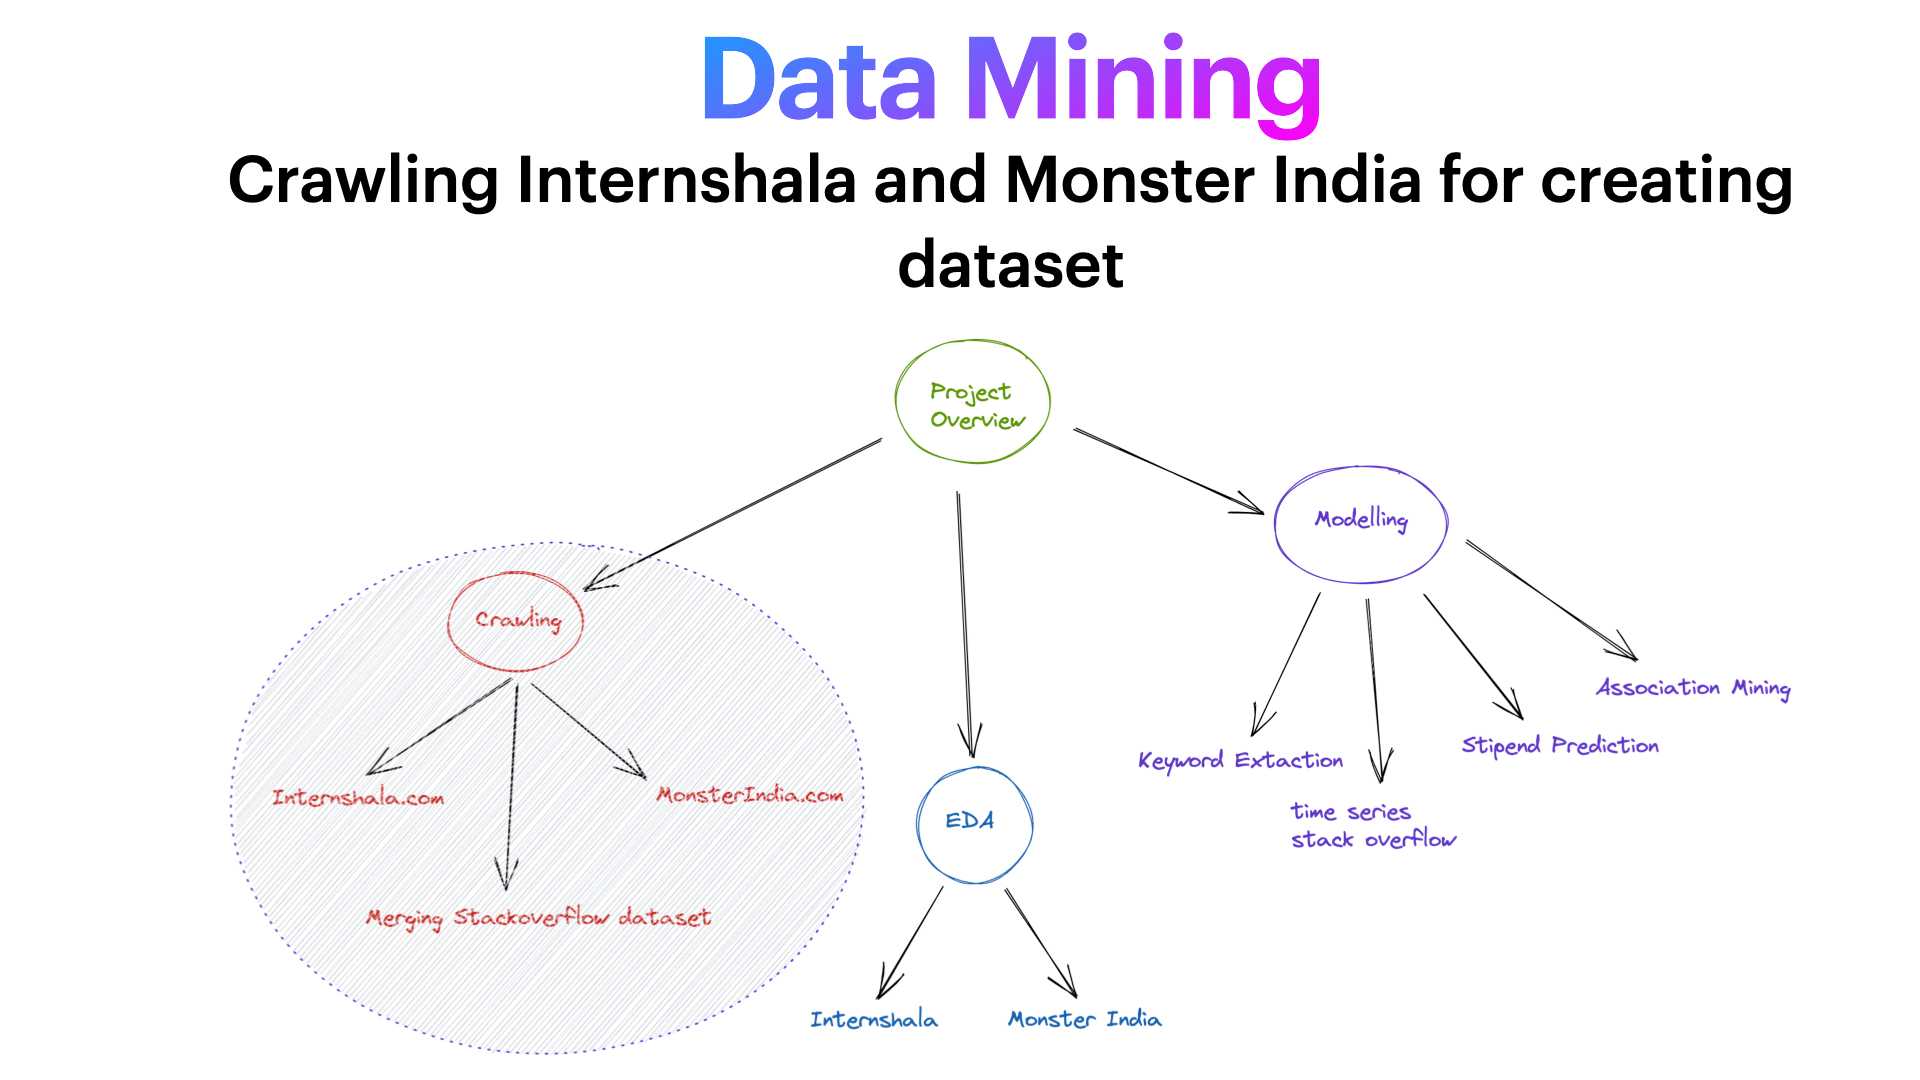 Data Mining
Crawling Internshala and Monster India for creating
dataset
Project
Overview
Modelling
Crawling
Association Mining
Stipend Prediction
Keyword Extaction
Internshala.com
MonsterIndia.com
time series
stack overflow
EDA
Merging Stackoverflow dataset
Internshala
Monster India